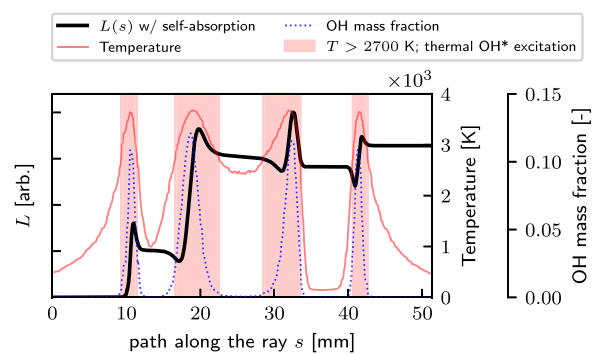 L(s) w/ self-absorption
Temperature
OH mass fraction
T > 2700 K; thermal OH* excitation
×10³
L [arb.]
4
3
2
1
0
Temperature [K]
0.15
0.10
0.05
0.00
OH mass fraction [-]
0 10 20 30 40 50
path along the ray s [mm]